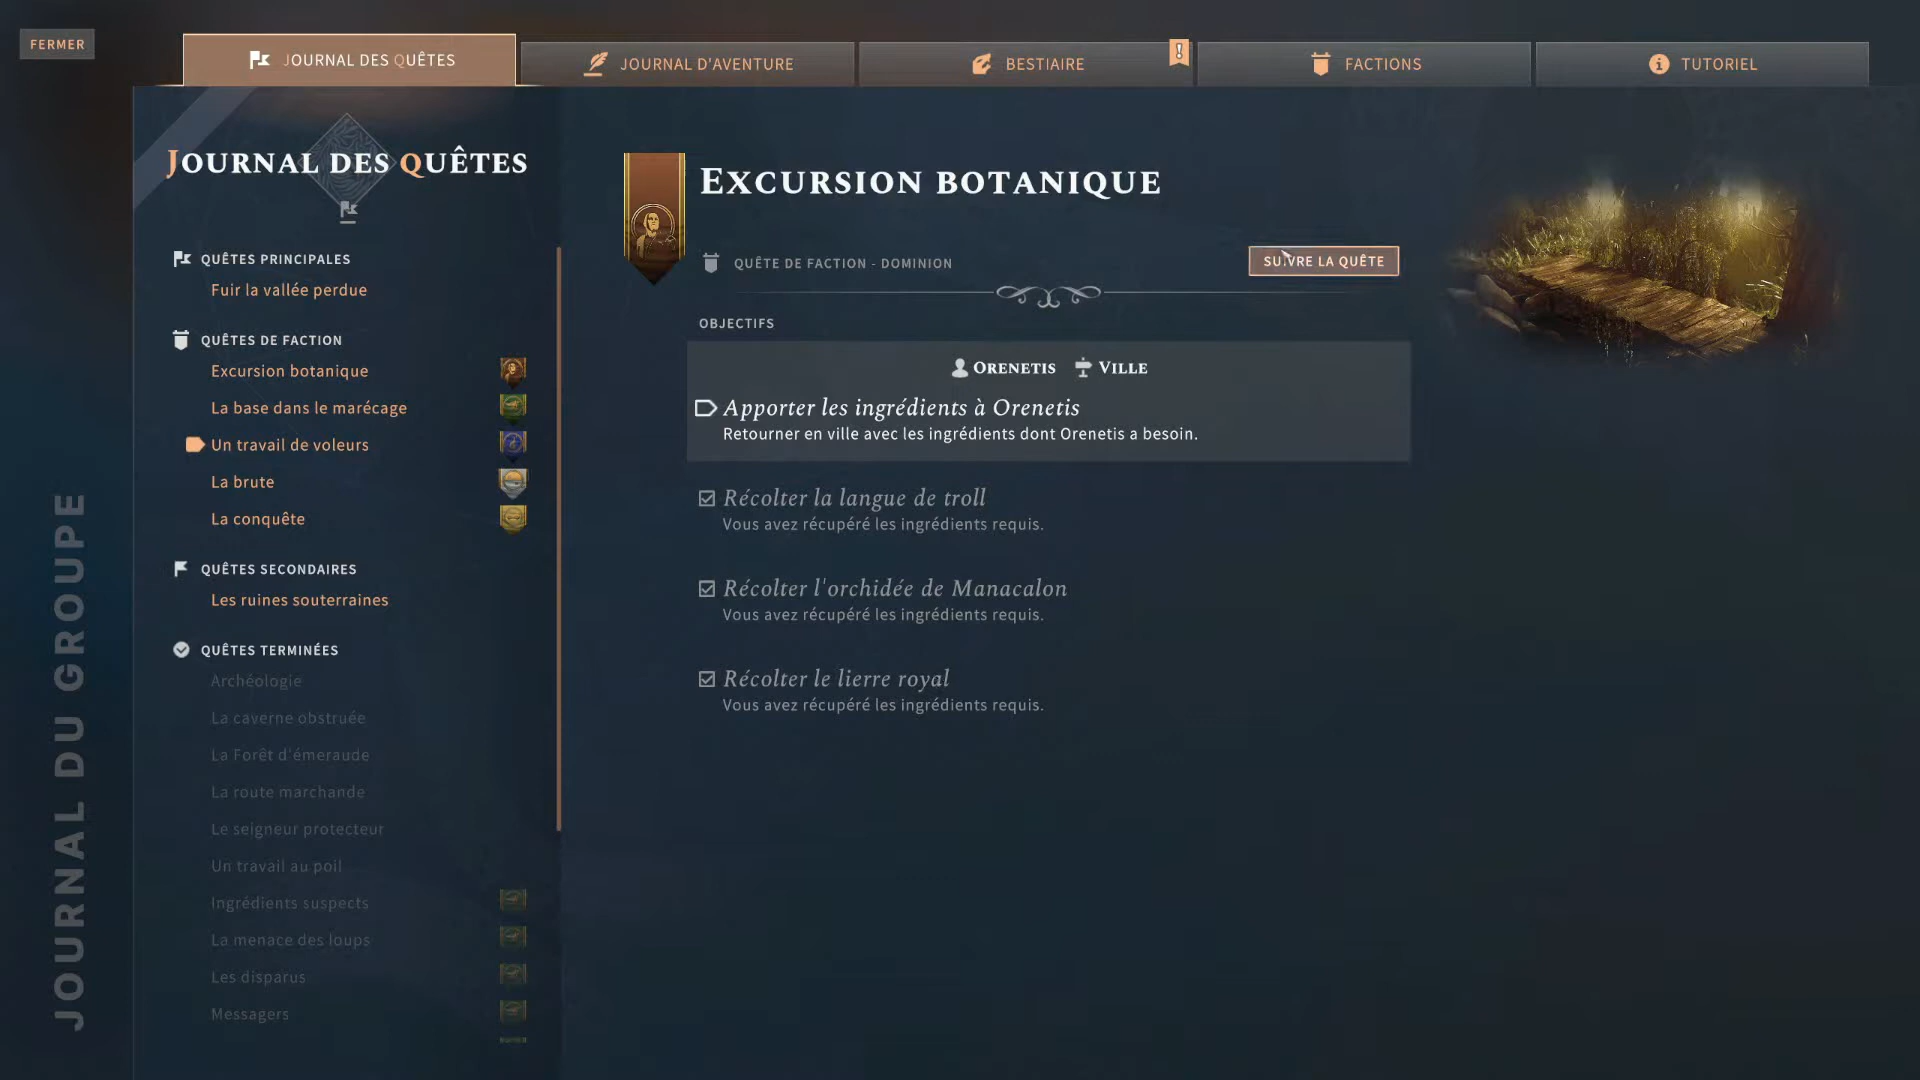 FERMER
JOURNAL DES QUÊTES
JOURNAL D'AVENTURE
BESTIAIRE
FACTIONS
TUTORIEL
JOURNAL DU GROUPE
JOURNAL DES QUÊTES
QUÊTES PRINCIPALES
Fuir la vallée perdue
QUÊTES DE FACTION
Excursion botanique
La base dans le marécage
Un travail de voleurs
La brute
La conquête
QUÊTES SECONDAIRES
Les ruines souterraines
QUÊTES TERMINÉES
Archéologie
La caverne obstruée
La Forêt d'émeraude
La route marchande
Le seigneur protecteur
Un travail au poil
Ingrédients suspects
La menace des loups
Les disparus
Messagers
EXCURSION BOTANIQUE
QUÊTE DE FACTION - DOMINION
SUIVRE LA QUÊTE
OBJECTIFS
ORENETIS VILLE
Apporter les ingrédients à Orenetis
Retourner en ville avec les ingrédients dont Orenetis a besoin.
Récolter la langue de troll
Vous avez récupéré les ingrédients requis.
Récolter l'orchidée de Manacalon
Vous avez récupéré les ingrédients requis.
Récolter le lierre royal
Vous avez récupéré les ingrédients requis.